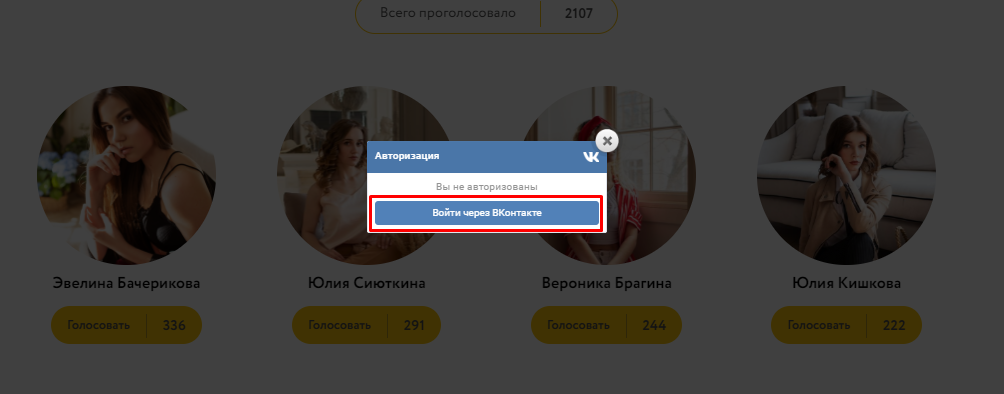 Всего проголосовало 2107
Авторизация
Вы не авторизованы
Войти через ВКонтакте
Эвелина Бачерикова Юлия Сиюткина Вероника Брагина Юлия Кишкова
Голосовать 336 Голосовать 291 Голосовать 244 Голосовать 222